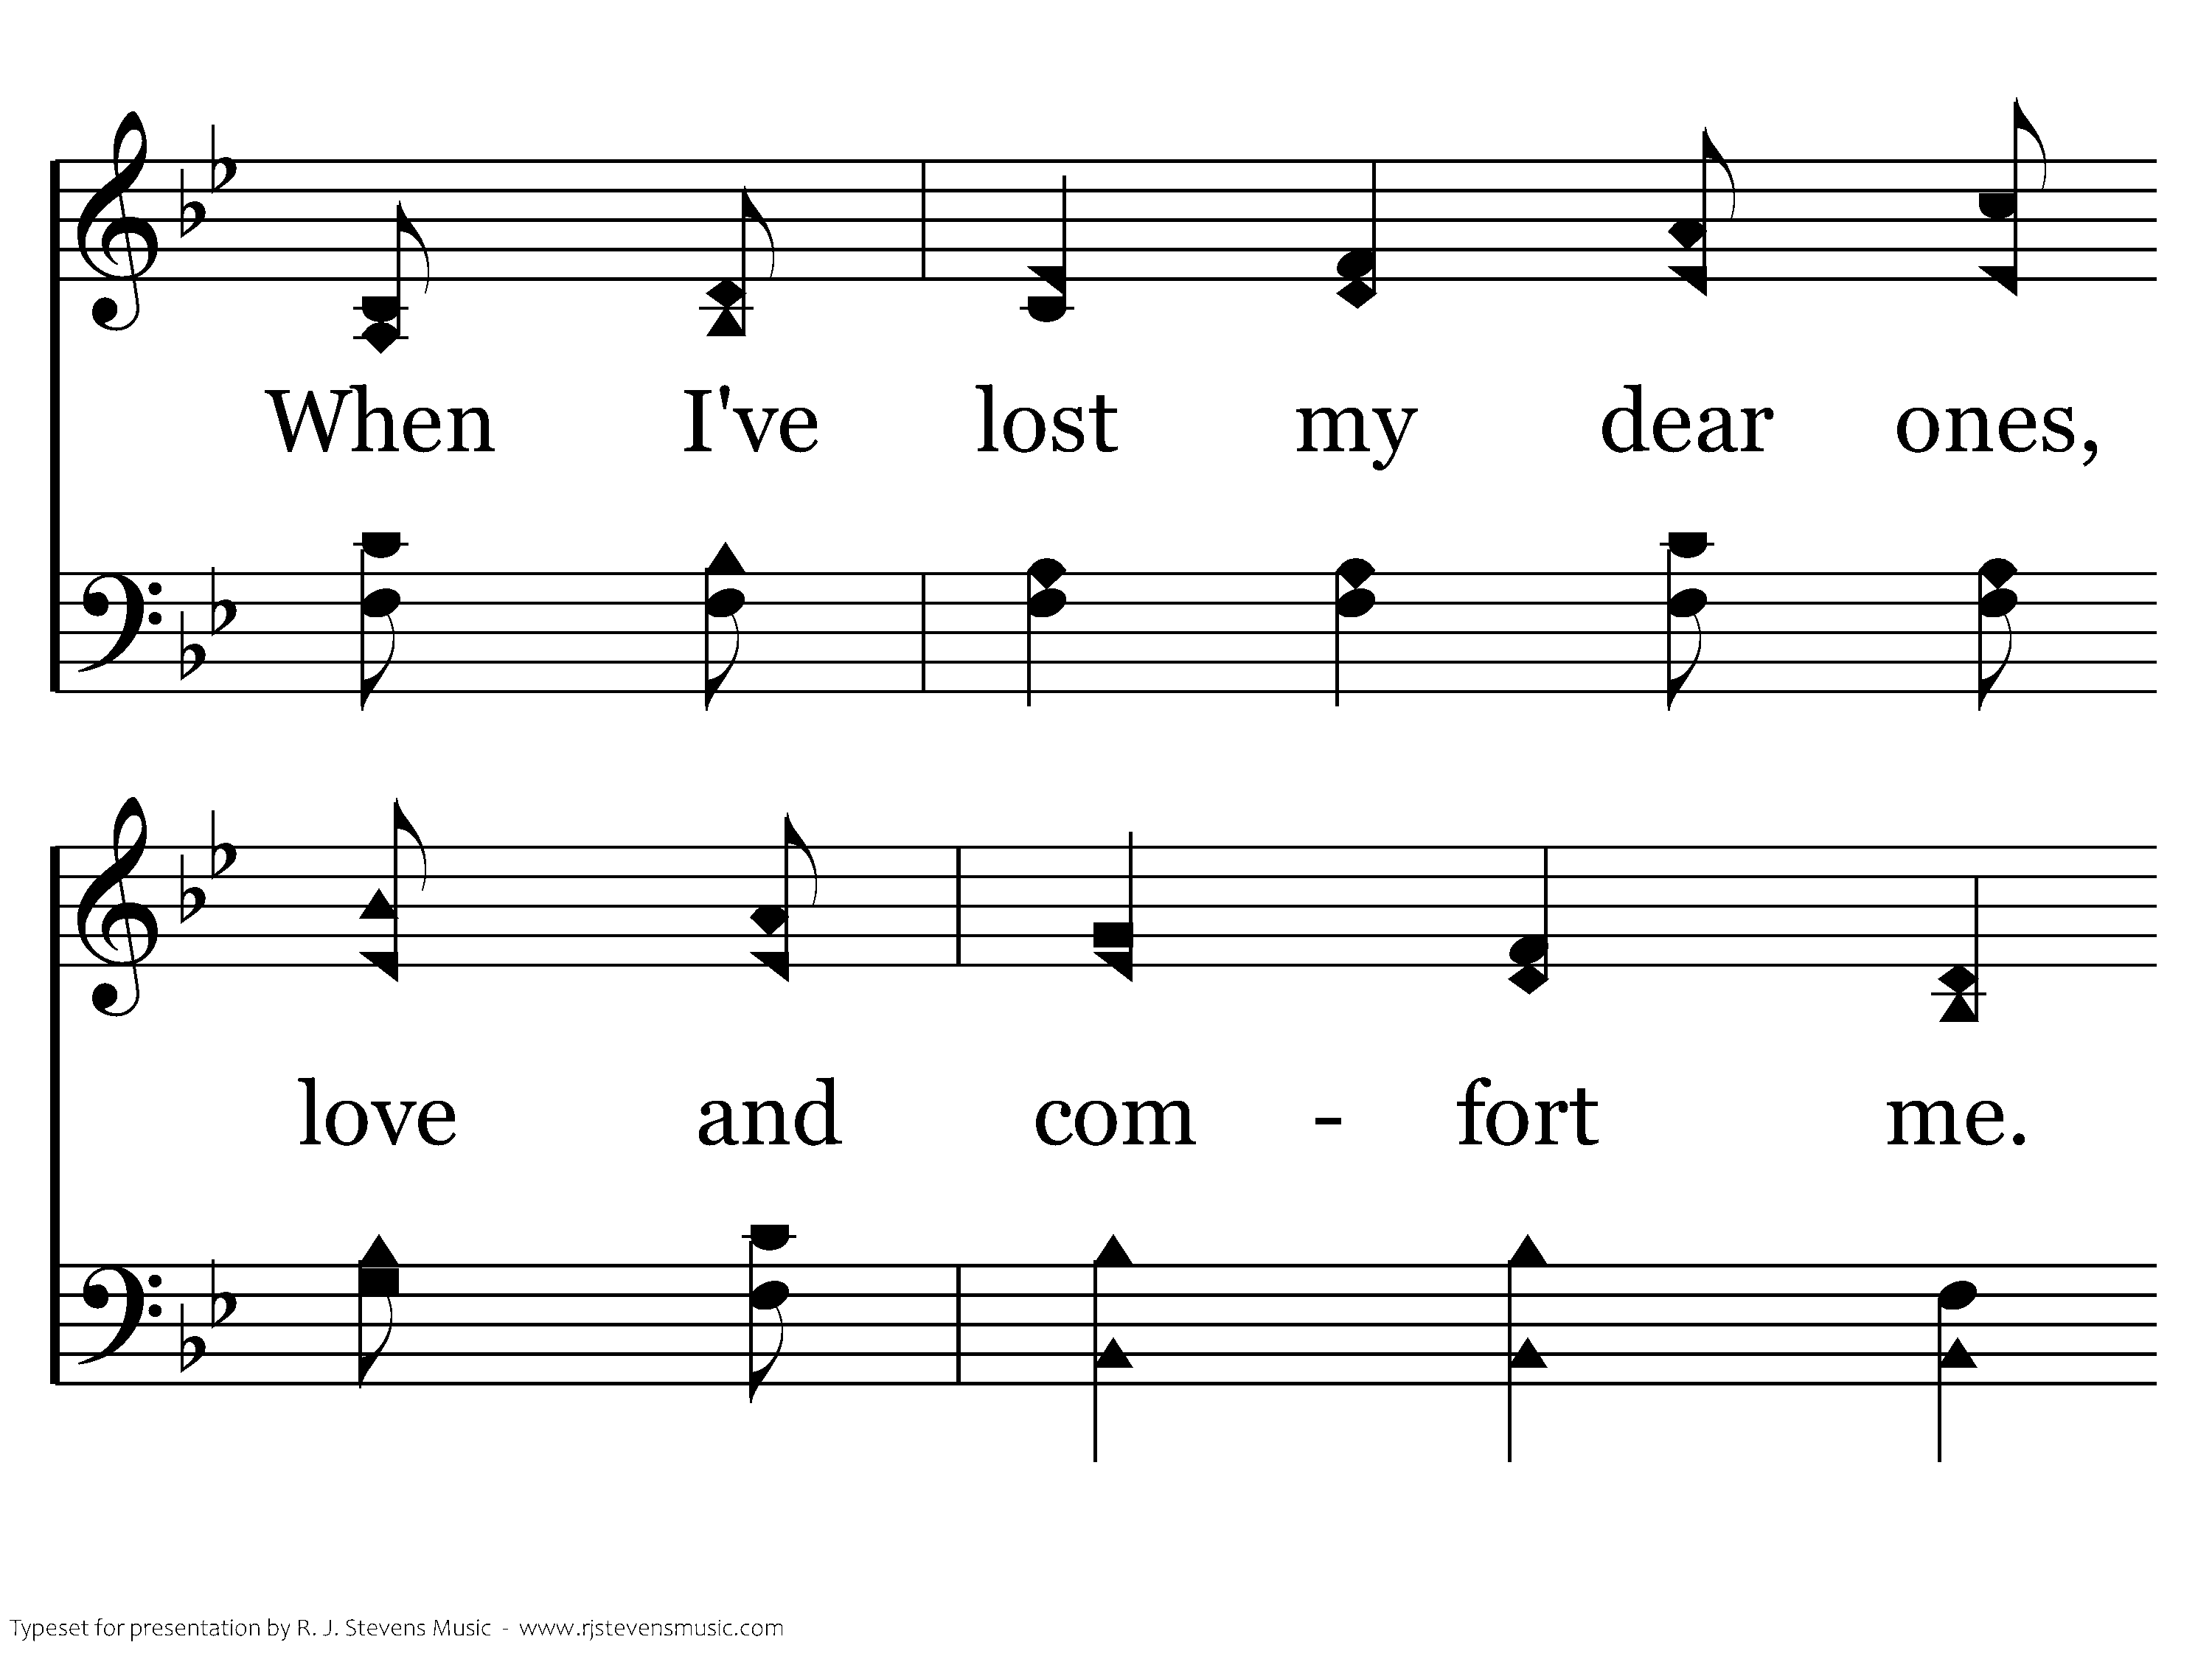 When I've lost my dear ones,
love and com - fort me.
Typeset for presentation by R. J. Stevens Music - www.rjstevensmusic.com